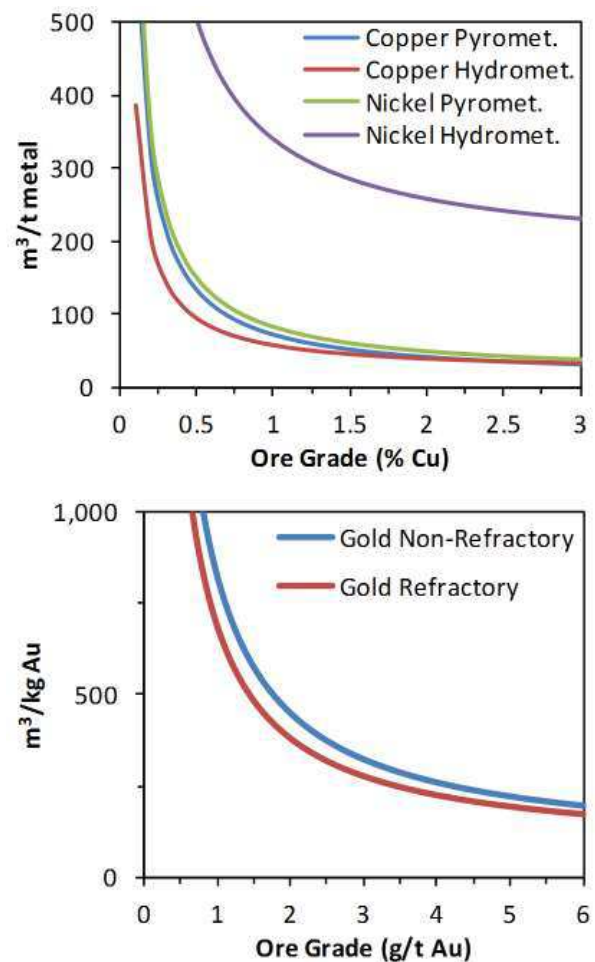 m³/t metal
500
400
300
200
100
0
Copper Pyromet.
Copper Hydromet.
Nickel Pyromet.
Nickel Hydromet.
0 0.5 1 1.5 2 2.5 3
Ore Grade (% Cu)
m³/kg Au
1,000
500
0
Gold Non-Refractory
Gold Refractory
0 1 2 3 4 5 6
Ore Grade (g/t Au)